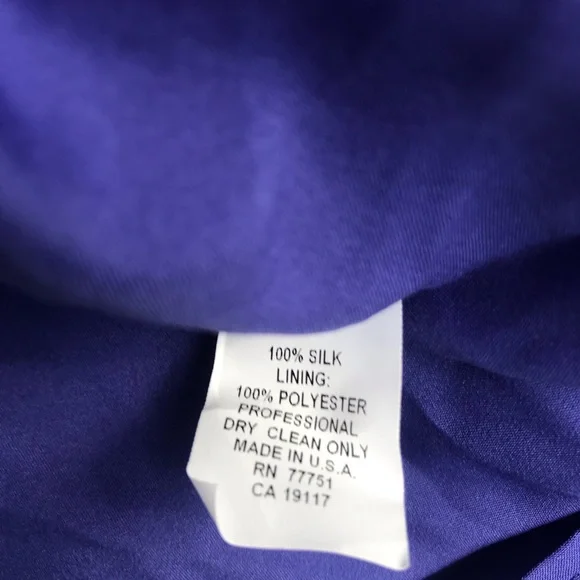 100% SILK
LINING:
100% POLYESTER
PROFESSIONAL
DRY CLEAN ONLY
MADE IN U.S.A.
RN 77751
CA 19117